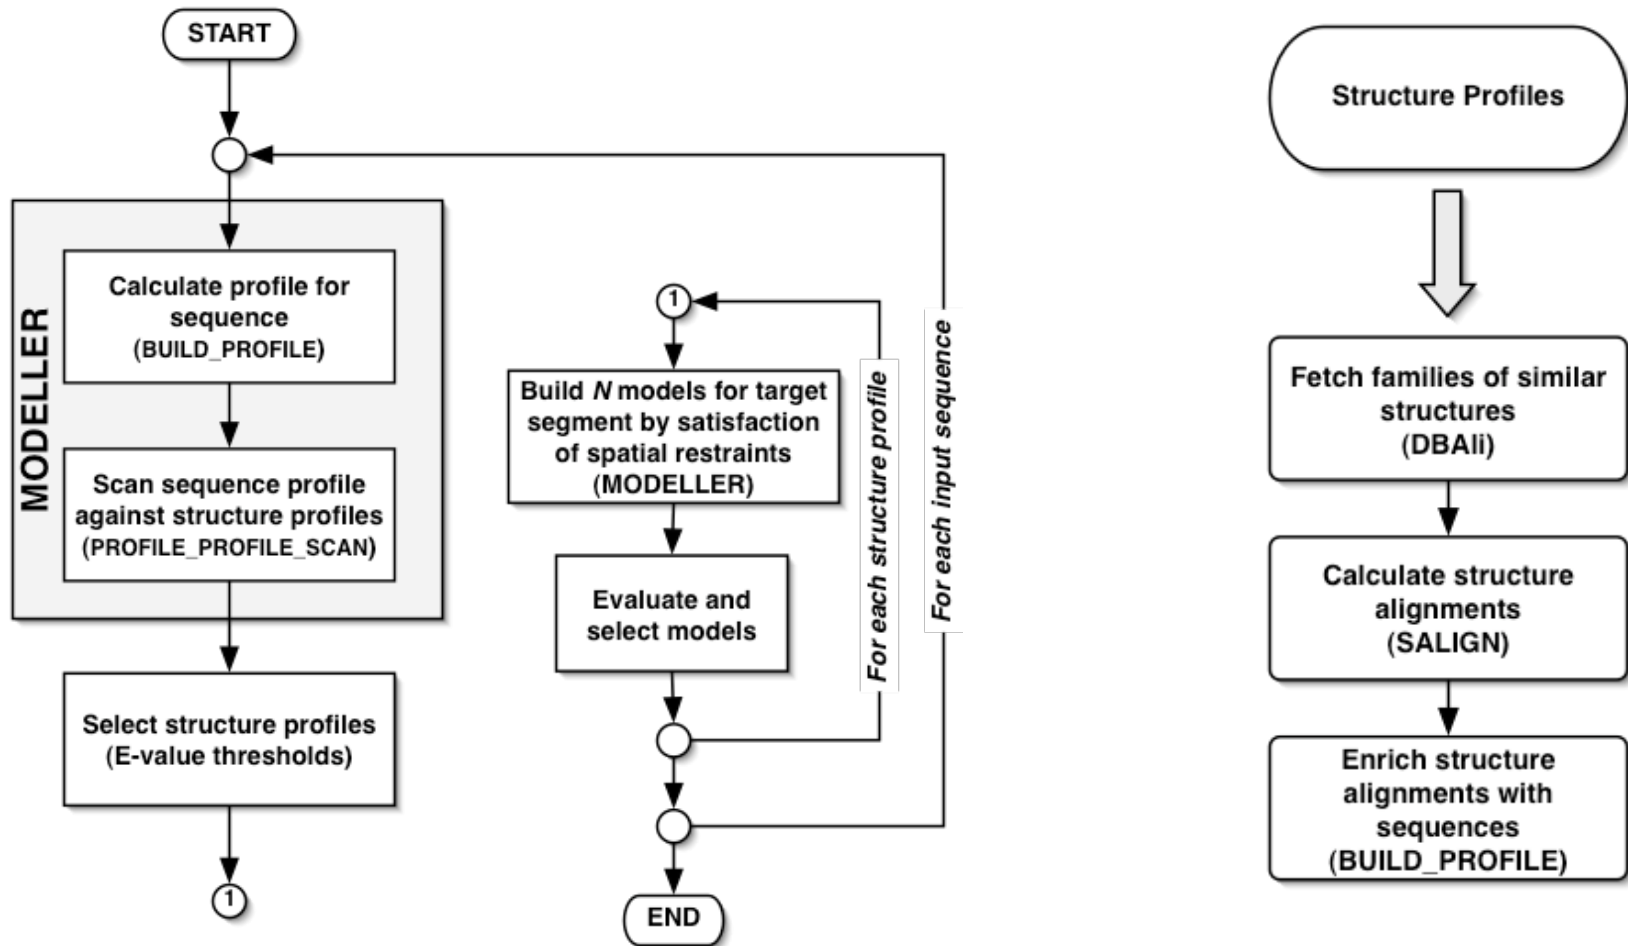 START
MODELLER
Calculate profile for
sequence
(BUILD_PROFILE)
Scan sequence profile
against structure profiles
(PROFILE_PROFILE_SCAN)
Select structure profiles
(E-value thresholds)
1
1
Build N models for target
segment by satisfaction
of spatial restraints
(MODELLER)
Evaluate and
select models
For each structure profile
For each input sequence
END
Structure Profiles
Fetch families of similar
structures
(DBAli)
Calculate structure
alignments
(SALIGN)
Enrich structure
alignments with
sequences
(BUILD_PROFILE)